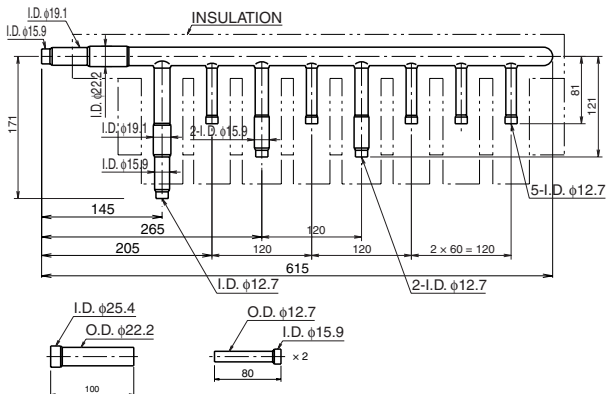 INSULATION
I.D. ϕ19.1
I.D. ϕ15.9
I.D. ϕ22.2
171
I.D. ϕ19.1
2-I.D. ϕ15.9
I.D. ϕ15.9
81
121
5-I.D. ϕ12.7
145
265
120
205
120
120
2 × 60 = 120
615
I.D. ϕ12.7
2-I.D. ϕ12.7
I.D. ϕ25.4
O.D. ϕ22.2
100
O.D. ϕ12.7
I.D. ϕ15.9
× 2
80